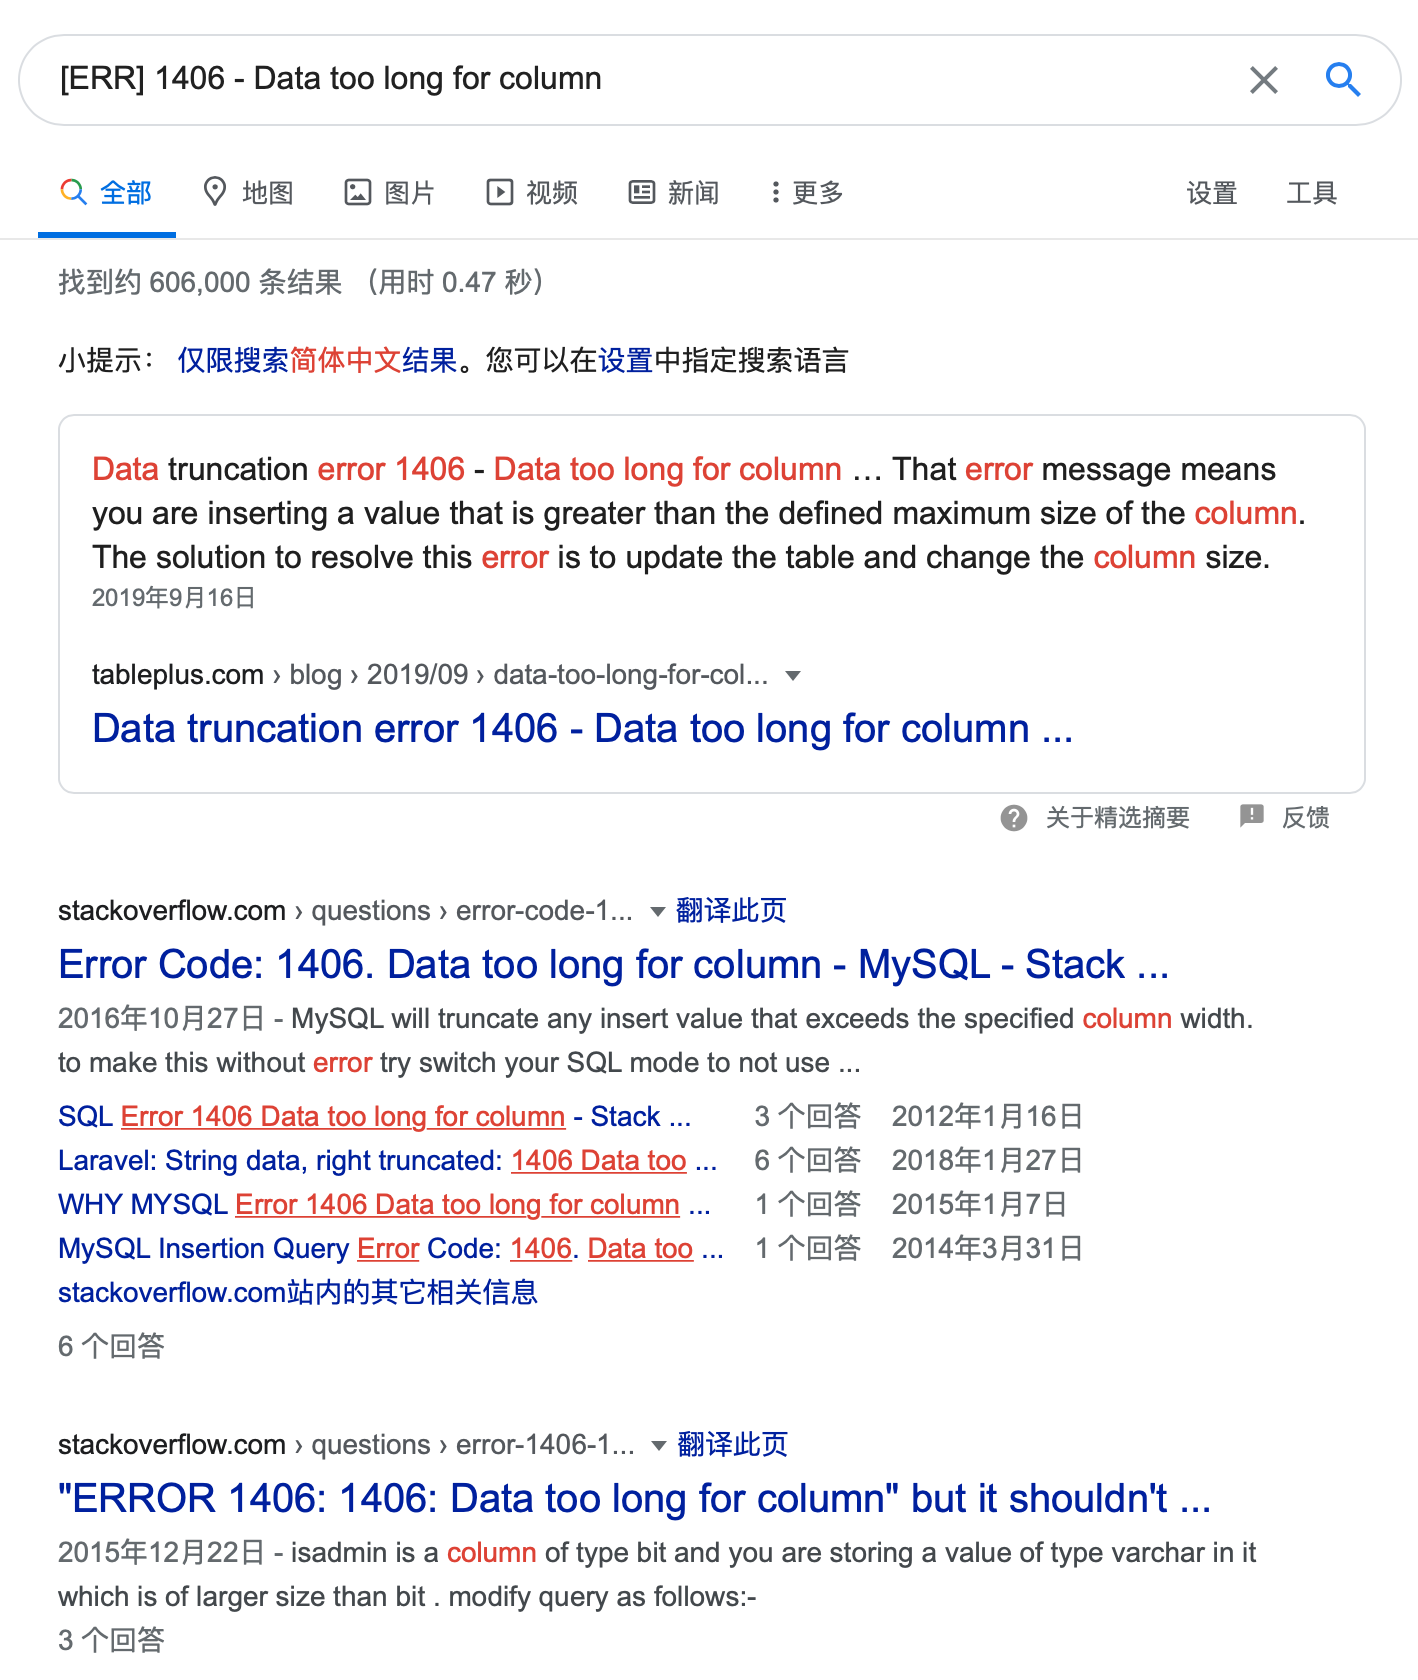 [ERR] 1406 - Data too long for column
全部 地图 图片 视频 新闻 更多 设置 工具
找到约 606,000 条结果 （用时 0.47 秒）
小提示： 仅限搜索简体中文结果。您可以在设置中指定搜索语言
Data truncation error 1406 - Data too long for column ... That error message means
you are inserting a value that is greater than the defined maximum size of the column.
The solution to resolve this error is to update the table and change the column size.
2019年9月16日
tableplus.com › blog › 2019/09 › data-too-long-for-col...
Data truncation error 1406 - Data too long for column ...
关于精选摘要 反馈
stackoverflow.com › questions › error-code-1... 翻译此页
Error Code: 1406. Data too long for column - MySQL - Stack ...
2016年10月27日 - MySQL will truncate any insert value that exceeds the specified column width.
to make this without error try switch your SQL mode to not use ...
SQL Error 1406 Data too long for column - Stack ... 3 个回答 2012年1月16日
Laravel: String data, right truncated: 1406 Data too ... 6 个回答 2018年1月27日
WHY MYSQL Error 1406 Data too long for column ... 1 个回答 2015年1月7日
MySQL Insertion Query Error Code: 1406. Data too ... 1 个回答 2014年3月31日
stackoverflow.com站内的其它相关信息
6 个回答
stackoverflow.com › questions › error-1406-1... 翻译此页
"ERROR 1406: 1406: Data too long for column" but it shouldn't ...
2015年12月22日 - isadmin is a column of type bit and you are storing a value of type varchar in it
which is of larger size than bit . modify query as follows:-
3 个回答